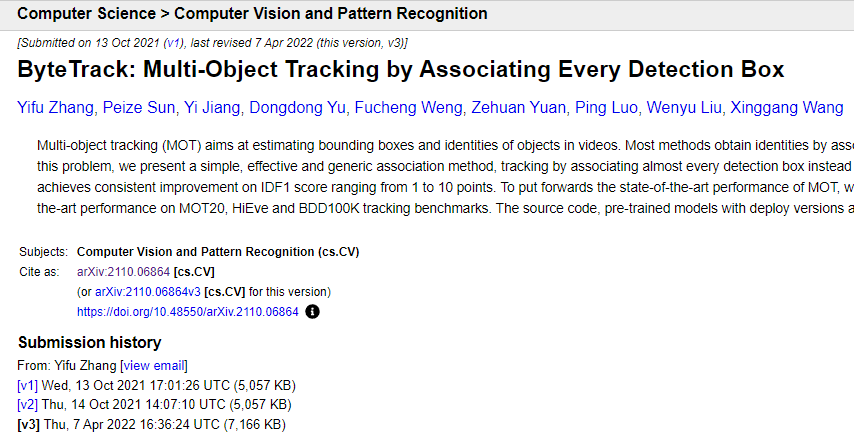 Computer Science > Computer Vision and Pattern Recognition
[Submitted on 13 Oct 2021 (v1), last revised 7 Apr 2022 (this version, v3)]
ByteTrack: Multi-Object Tracking by Associating Every Detection Box
Yifu Zhang, Peize Sun, Yi Jiang, Dongdong Yu, Fucheng Weng, Zehuan Yuan, Ping Luo, Wenyu Liu, Xinggang Wang
Multi-object tracking (MOT) aims at estimating bounding boxes and identities of objects in videos. Most methods obtain identities by
this problem, we present a simple, effective and generic association method, tracking by associating almost every detection box instead
achieves consistent improvement on IDF1 score ranging from 1 to 10 points. To put forwards the state-of-the-art performance of MOT,
the-art performance on MOT20, HiEve and BDD100K tracking benchmarks. The source code, pre-trained models with deploy versions
Subjects: Computer Vision and Pattern Recognition (cs.CV)
Cite as: arXiv:2110.06864 [cs.CV]
(or arXiv:2110.06864v3 [cs.CV] for this version)
https://doi.org/10.48550/arXiv.2110.06864
Submission history
From: Yifu Zhang [view email]
[v1] Wed, 13 Oct 2021 17:01:26 UTC (5,057 KB)
[v2] Thu, 14 Oct 2021 14:07:10 UTC (5,057 KB)
[v3] Thu, 7 Apr 2022 16:36:24 UTC (7,166 KB)